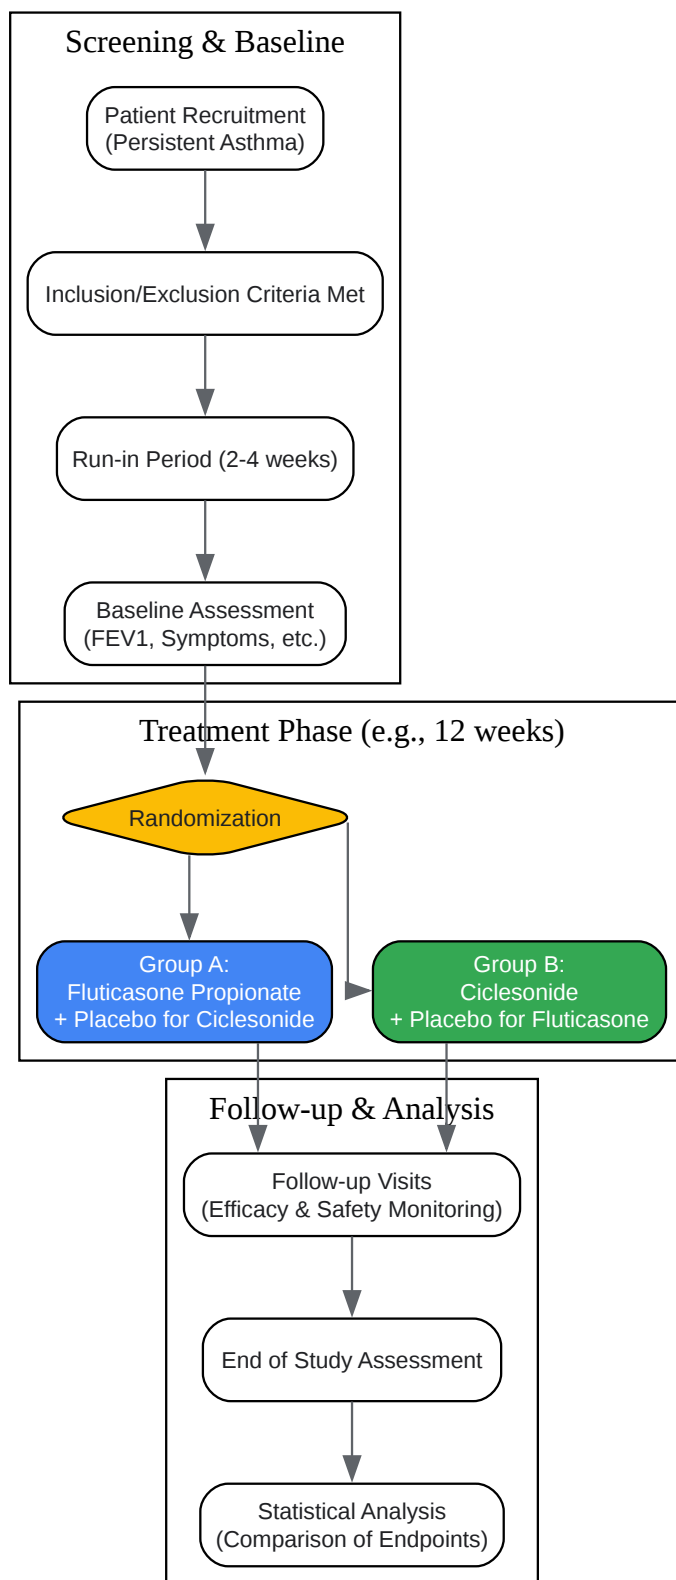 Screening & Baseline
Patient Recruitment
(Persistent Asthma)
Inclusion/Exclusion Criteria Met
Run-in Period (2-4 weeks)
Baseline Assessment
(FEV1, Symptoms, etc.)
Treatment Phase (e.g., 12 weeks)
Randomization
Group A:
Fluticasone Propionate
+ Placebo for Ciclesonide
Group B:
Ciclesonide
+ Placebo for Fluticasone
Follow-up & Analysis
Follow-up Visits
(Efficacy & Safety Monitoring)
End of Study Assessment
Statistical Analysis
(Comparison of Endpoints)